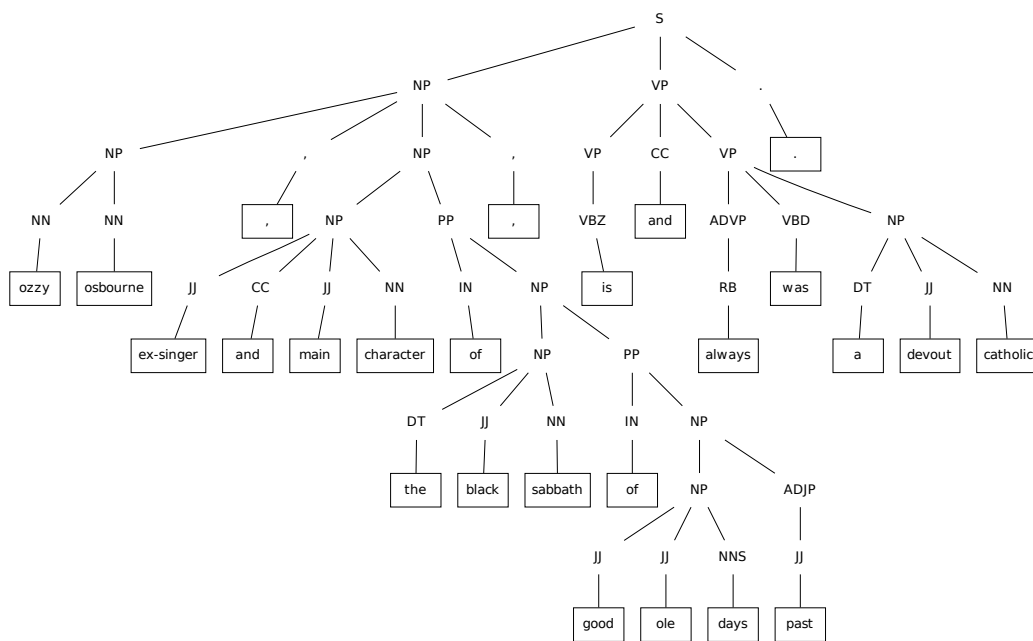 S
NP VP .
NP , NP , VP CC VP .
NN NN , NP PP , VBZ and ADVP VBD NP
ozzy osbourne JJ CC JJ NN IN NP is RB was DT JJ NN
ex-singer and main character of NP PP always a devout catholic
DT JJ NN IN NP
the black sabbath of NP ADJP
JJ JJ NNS JJ
good ole days past